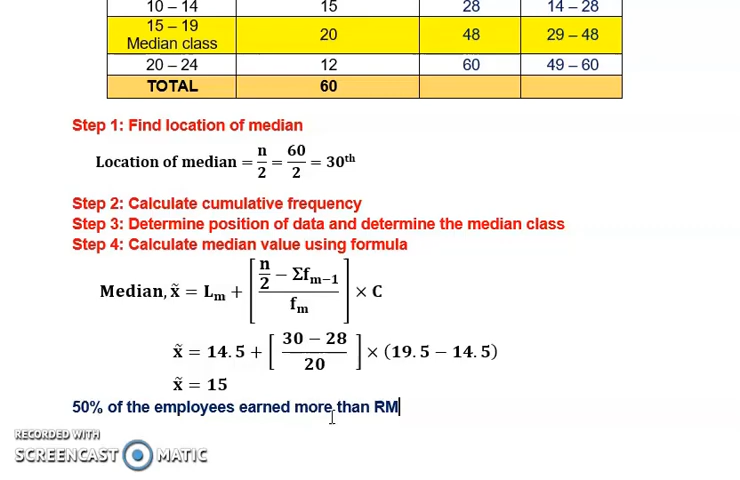 10 – 14 15 28 14 – 28
15 – 19
Median class 20 48 29 – 48
20 – 24 12 60 49 – 60
TOTAL 60
Step 1: Find location of median
Location of median = n/2 = 60/2 = 30th
Step 2: Calculate cumulative frequency
Step 3: Determine position of data and determine the median class
Step 4: Calculate median value using formula
Median, x̃ = Lm + [(n/2 − Σfm−1)/fm] × C
x̃ = 14.5 + [(30 − 28)/20] × (19.5 − 14.5)
x̃ = 15
50% of the employees earned more than RM
RECORDED WITH
SCREENCAST MATIC